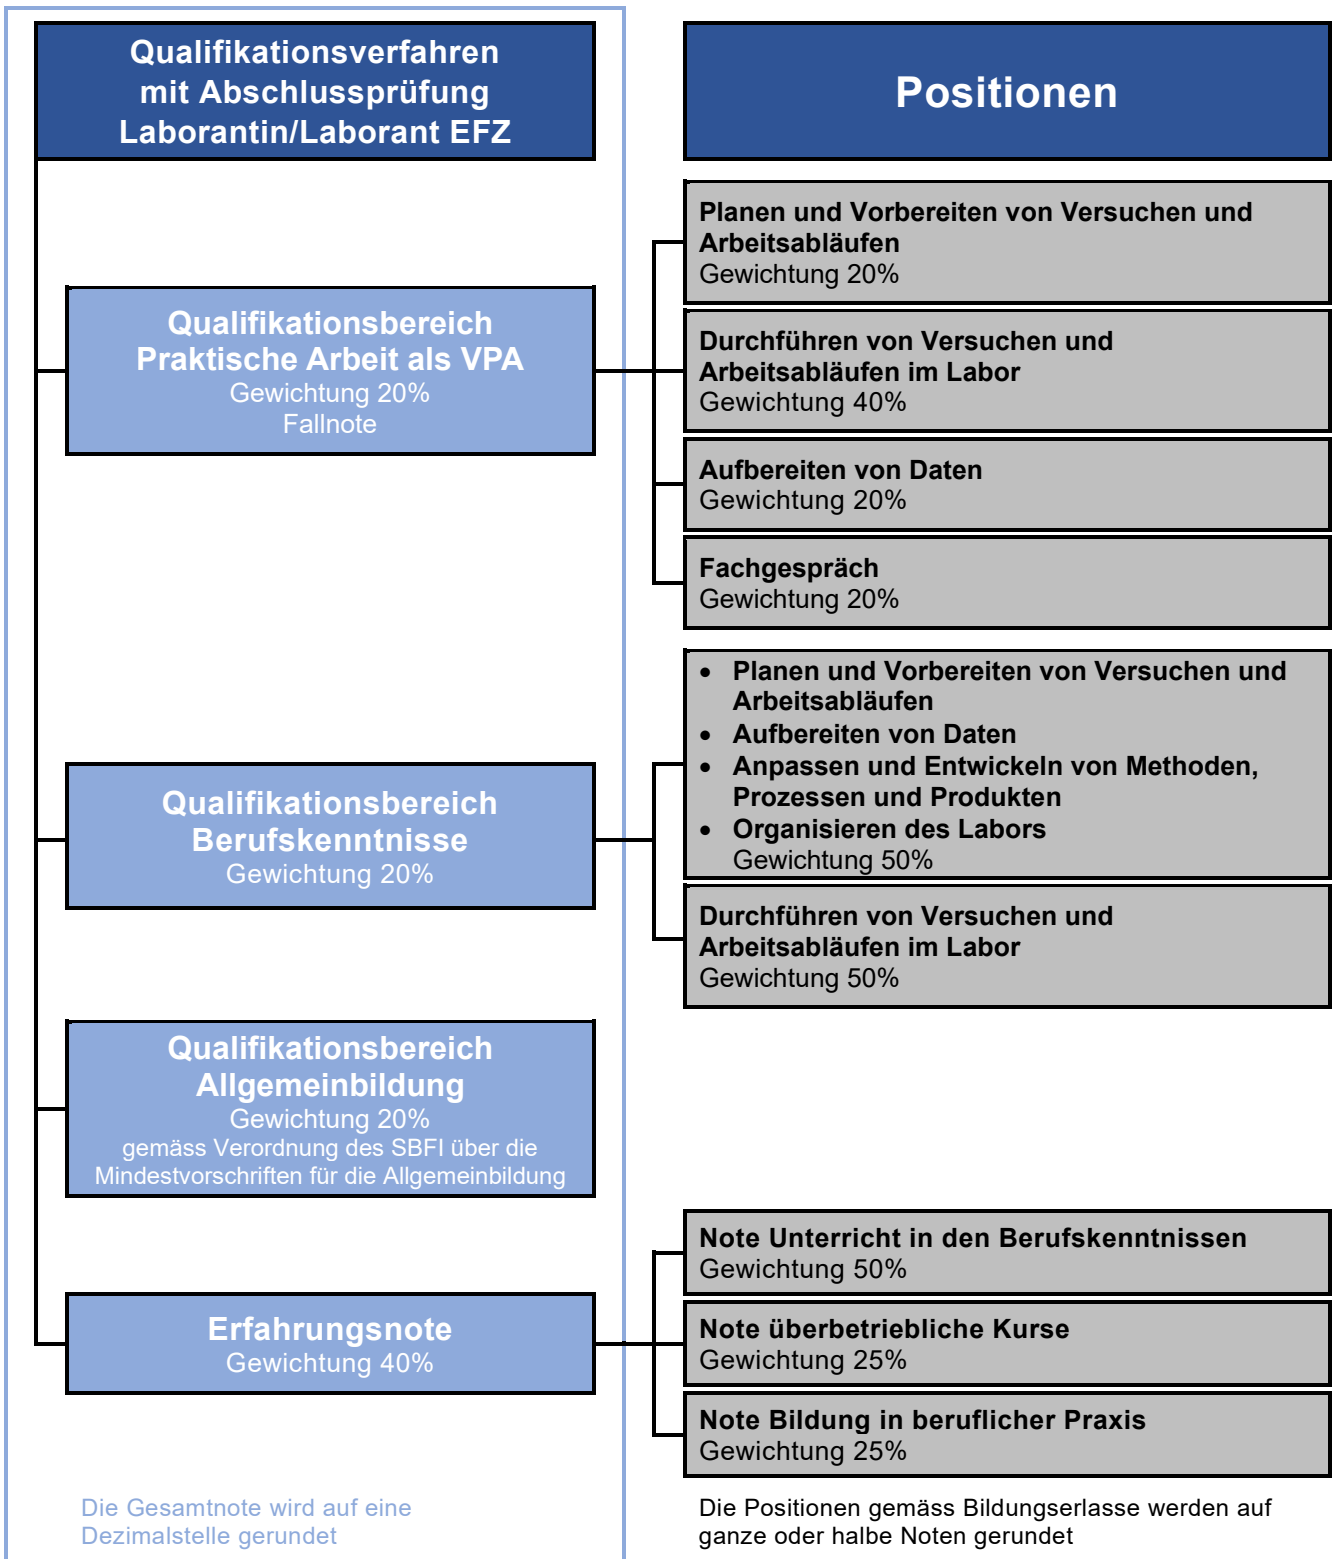 Qualifikationsverfahren
mit Abschlussprüfung
Laborantin/Laborant EFZ
Positionen
Qualifikationsbereich
Praktische Arbeit als VPA
Gewichtung 20%
Fallnote
Planen und Vorbereiten von Versuchen und
Arbeitsabläufen
Gewichtung 20%
Durchführen von Versuchen und
Arbeitsabläufen im Labor
Gewichtung 40%
Aufbereiten von Daten
Gewichtung 20%
Fachgespräch
Gewichtung 20%
Qualifikationsbereich
Berufskenntnisse
Gewichtung 20%
• Planen und Vorbereiten von Versuchen und
Arbeitsabläufen
• Aufbereiten von Daten
• Anpassen und Entwickeln von Methoden,
Prozessen und Produkten
• Organisieren des Labors
Gewichtung 50%
Durchführen von Versuchen und
Arbeitsabläufen im Labor
Gewichtung 50%
Qualifikationsbereich
Allgemeinbildung
Gewichtung 20%
gemäss Verordnung des SBFI über die
Mindestvorschriften für die Allgemeinbildung
Erfahrungsnote
Gewichtung 40%
Note Unterricht in den Berufskenntnissen
Gewichtung 50%
Note überbetriebliche Kurse
Gewichtung 25%
Note Bildung in beruflicher Praxis
Gewichtung 25%
Die Gesamtnote wird auf eine
Dezimalstelle gerundet
Die Positionen gemäss Bildungserlasse werden auf
ganze oder halbe Noten gerundet